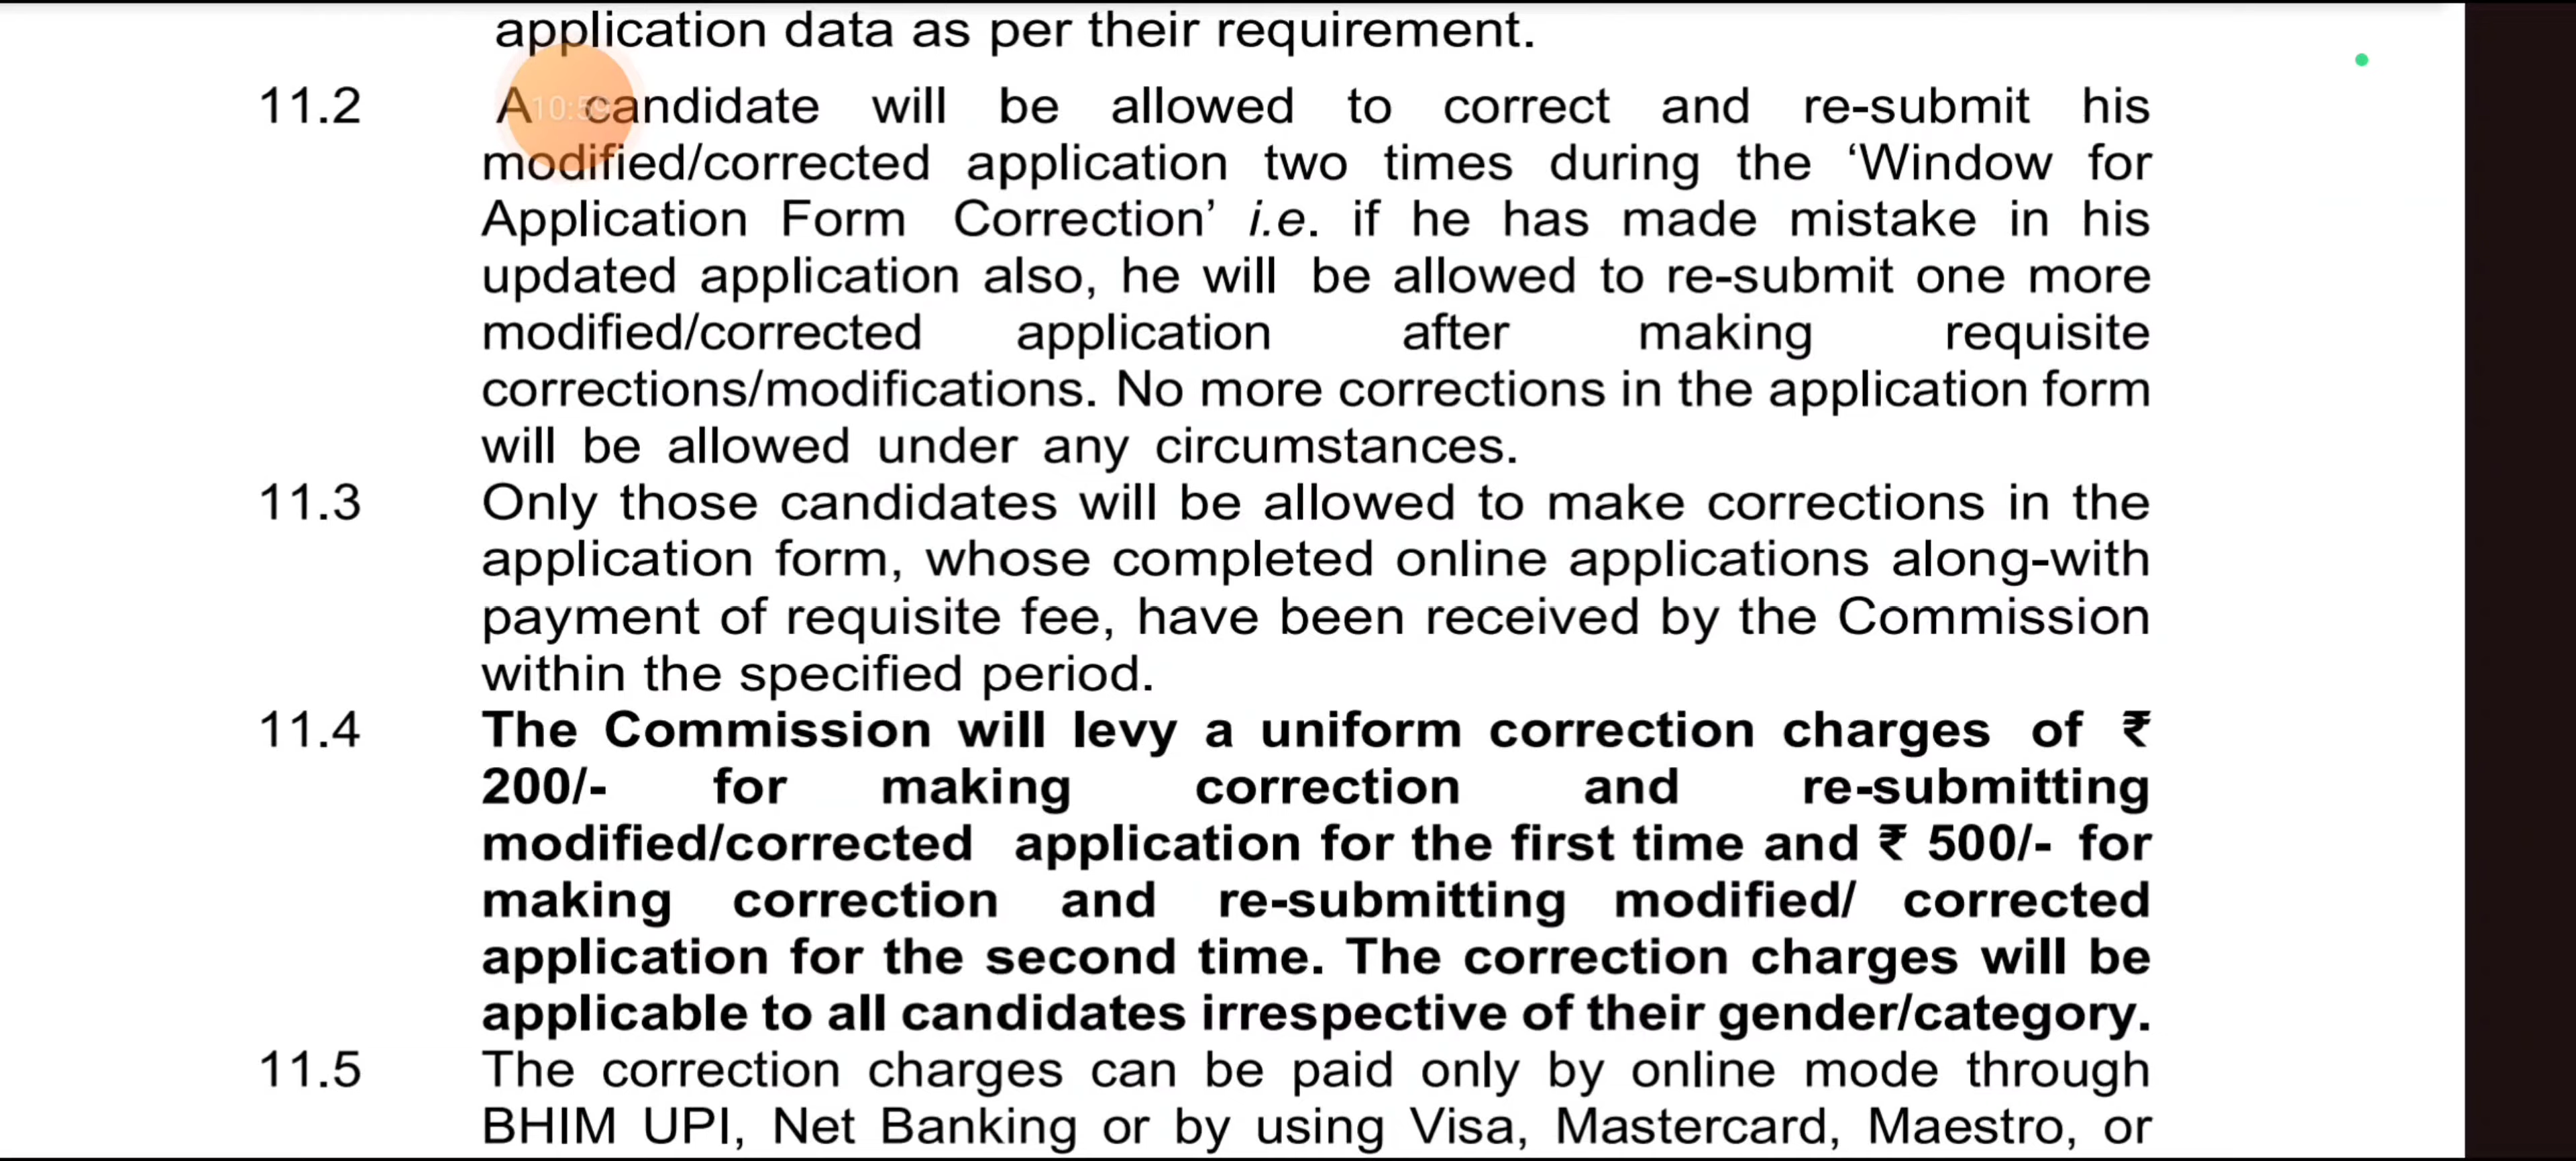 application data as per their requirement.
11.2 A candidate will be allowed to correct and re-submit his
modified/corrected application two times during the ‘Window for
Application Form Correction’ i.e. if he has made mistake in his
updated application also, he will be allowed to re-submit one more
modified/corrected application after making requisite
corrections/modifications. No more corrections in the application form
will be allowed under any circumstances.
11.3 Only those candidates will be allowed to make corrections in the
application form, whose completed online applications along-with
payment of requisite fee, have been received by the Commission
within the specified period.
11.4 The Commission will levy a uniform correction charges of ₹
200/- for making correction and re-submitting
modified/corrected application for the first time and ₹ 500/- for
making correction and re-submitting modified/ corrected
application for the second time. The correction charges will be
applicable to all candidates irrespective of their gender/category.
11.5 The correction charges can be paid only by online mode through
BHIM UPI, Net Banking or by using Visa, Mastercard, Maestro, or